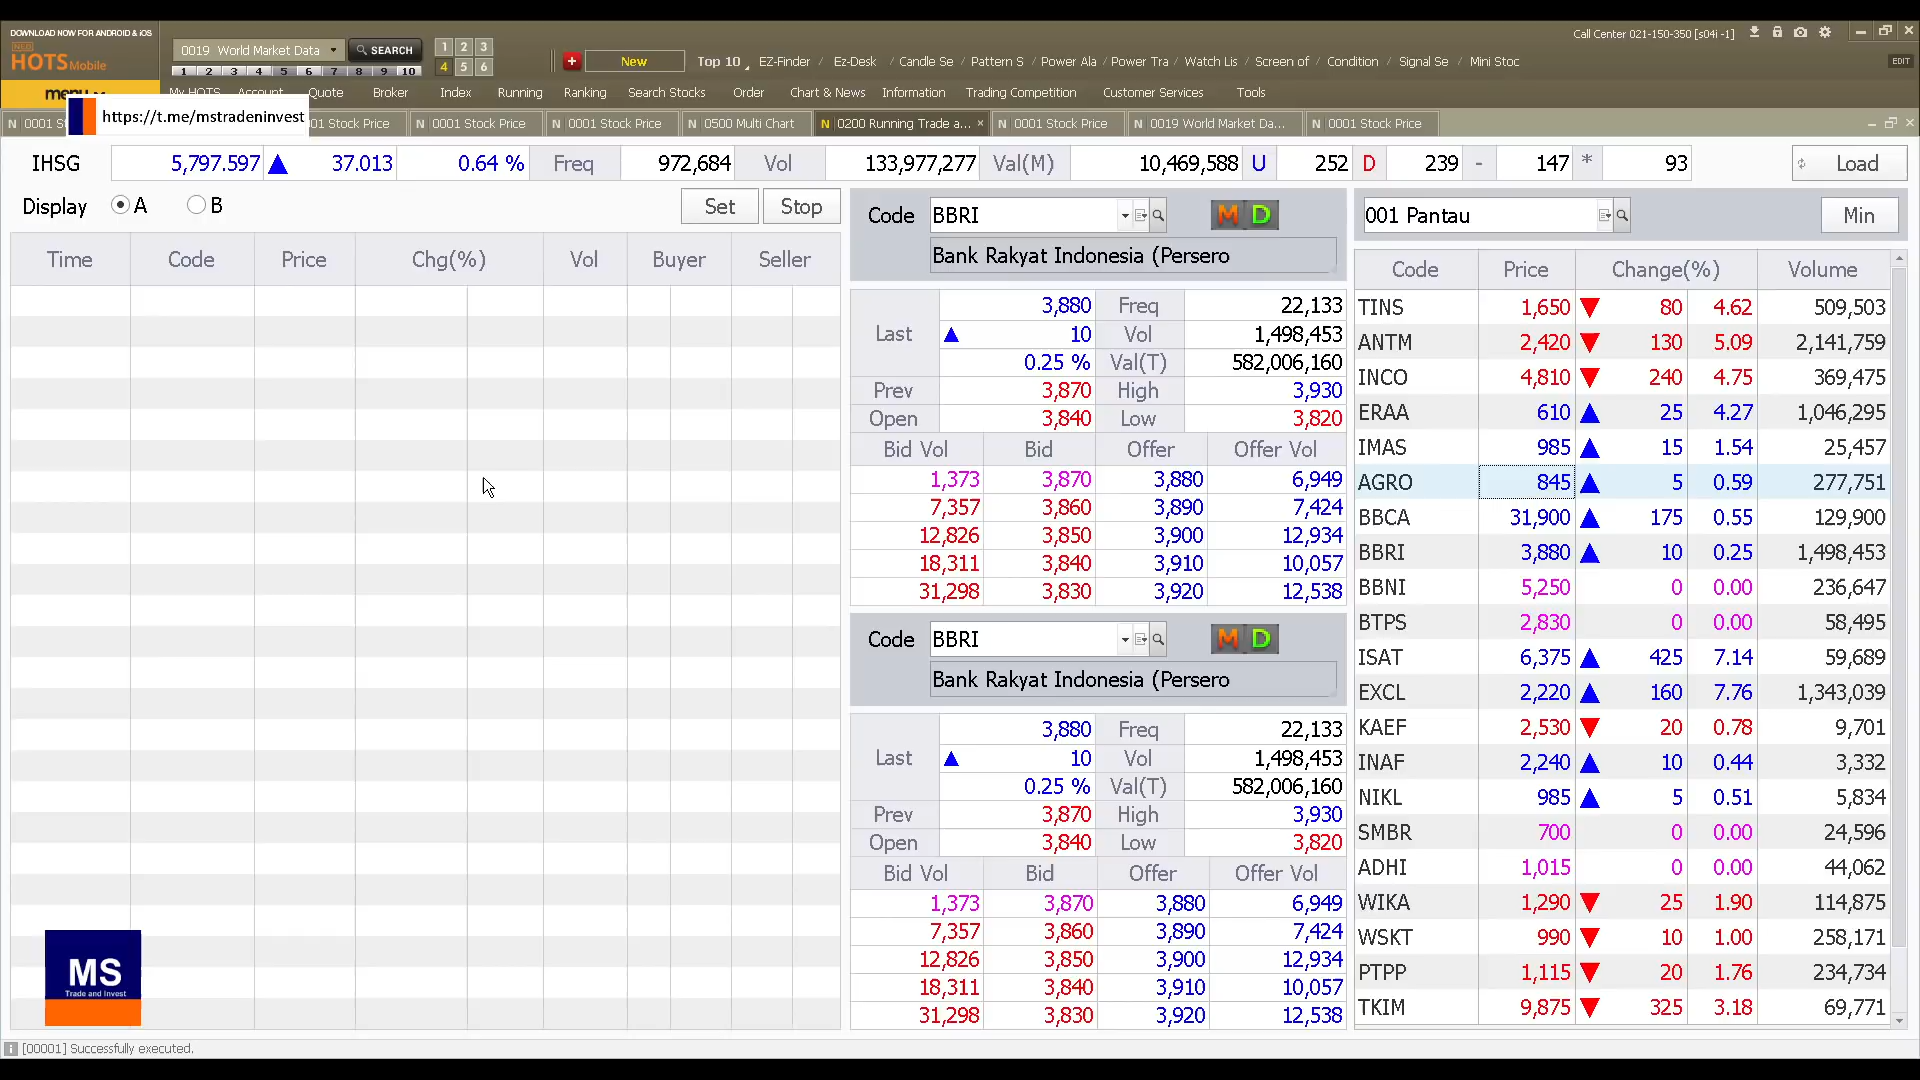 DOWNLOAD NOW FOR ANDROID & iOS
NEO
HOTS Mobile
0019 World Market Data
SEARCH
1 2 3
4 5 6
1 2 3 4 5 6 7 8 9 10
New
Top 10
EZ-Finder / Ez-Desk / Candle Se / Pattern S / Power Ala / Power Tra / Watch Lis / Screen of / Condition / Signal Se / Mini Stoc
Call Center 021-150-350 [s04i -1]
EDIT
menu
My HOTS Account Quote Broker Index Running Ranking Search Stocks Order Chart & News Information Trading Competition Customer Services Tools
https://t.me/mstradeninvest
N 0001 S
01 Stock Price
N 0001 Stock Price
N 0001 Stock Price
N 0500 Multi Chart
N 0200 Running Trade a... ×
N 0001 Stock Price
N 0019 World Market Da...
N 0001 Stock Price
IHSG 5,797.597 ▲ 37.013 0.64 % Freq 972,684 Vol 133,977,277 Val(M) 10,469,588 U 252 D 239 - 147 * 93 Load
Display A B Set Stop
Time Code Price Chg(%) Vol Buyer Seller
Code BBRI M D
Bank Rakyat Indonesia (Persero
Last 3,880 Freq 22,133
▲ 10 Vol 1,498,453
0.25 % Val(T) 582,006,160
Prev 3,870 High 3,930
Open 3,840 Low 3,820
Bid Vol Bid Offer Offer Vol
1,373 3,870 3,880 6,949
7,357 3,860 3,890 7,424
12,826 3,850 3,900 12,934
18,311 3,840 3,910 10,057
31,298 3,830 3,920 12,538
Code BBRI M D
Bank Rakyat Indonesia (Persero
Last 3,880 Freq 22,133
▲ 10 Vol 1,498,453
0.25 % Val(T) 582,006,160
Prev 3,870 High 3,930
Open 3,840 Low 3,820
Bid Vol Bid Offer Offer Vol
1,373 3,870 3,880 6,949
7,357 3,860 3,890 7,424
12,826 3,850 3,900 12,934
18,311 3,840 3,910 10,057
31,298 3,830 3,920 12,538
001 Pantau Min
Code Price Change(%) Volume
TINS 1,650 ▼ 80 4.62 509,503
ANTM 2,420 ▼ 130 5.09 2,141,759
INCO 4,810 ▼ 240 4.75 369,475
ERAA 610 ▲ 25 4.27 1,046,295
IMAS 985 ▲ 15 1.54 25,457
AGRO 845 ▲ 5 0.59 277,751
BBCA 31,900 ▲ 175 0.55 129,900
BBRI 3,880 ▲ 10 0.25 1,498,453
BBNI 5,250 0 0.00 236,647
BTPS 2,830 0 0.00 58,495
ISAT 6,375 ▲ 425 7.14 59,689
EXCL 2,220 ▲ 160 7.76 1,343,039
KAEF 2,530 ▼ 20 0.78 9,701
INAF 2,240 ▲ 10 0.44 3,332
NIKL 985 ▲ 5 0.51 5,834
SMBR 700 0 0.00 24,596
ADHI 1,015 0 0.00 44,062
WIKA 1,290 ▼ 25 1.90 114,875
WSKT 990 ▼ 10 1.00 258,171
PTPP 1,115 ▼ 20 1.76 234,734
TKIM 9,875 ▼ 325 3.18 69,771
MS
Trade and Invest
[00001] Successfully executed.